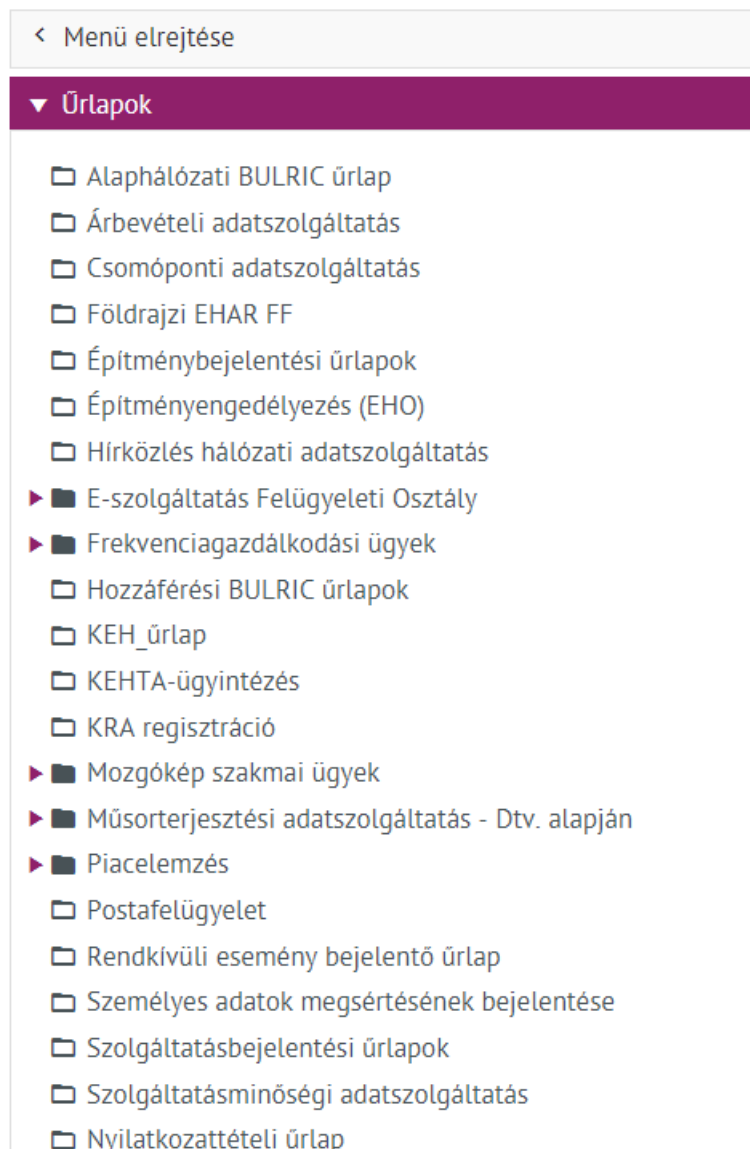 Menü elrejtése
Űrlapok
Alaphálózati BULRIC űrlap
Árbevételi adatszolgáltatás
Csomóponti adatszolgáltatás
Földrajzi EHAR FF
Építménybejelentési űrlapok
Építményengedélyezés (EHO)
Hírközlés hálózati adatszolgáltatás
E-szolgáltatás Felügyeleti Osztály
Frekvenciagazdálkodási ügyek
Hozzáférési BULRIC űrlapok
KEH_űrlap
KEHTA-ügyintézés
KRA regisztráció
Mozgókép szakmai ügyek
Műsorterjesztési adatszolgáltatás - Dtv. alapján
Piacelemzés
Postafelügyelet
Rendkívüli esemény bejelentő űrlap
Személyes adatok megsértésének bejelentése
Szolgáltatásbejelentési űrlapok
Szolgáltatásminőségi adatszolgáltatás
Nyilatkozattételi űrlap